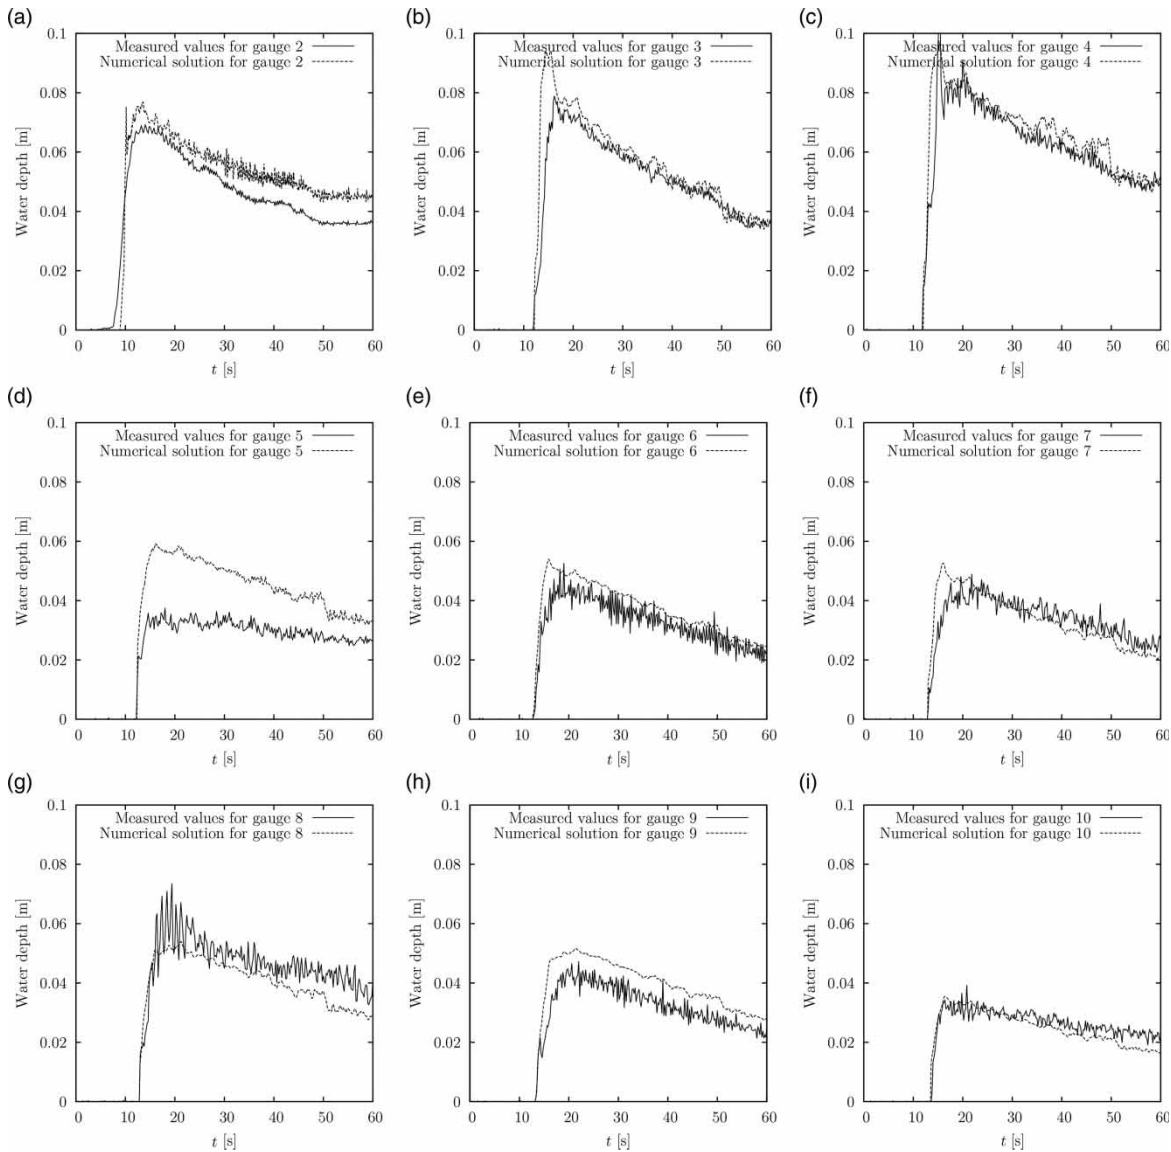 (a)
0.1
Measured values for gauge 2
Numerical solution for gauge 2
0.08
0.06
0.04
0.02
0
Water depth [m]
0 10 20 30 40 50 60
t [s]
(b)
0.1
Measured values for gauge 3
Numerical solution for gauge 3
0.08
0.06
0.04
0.02
0
Water depth [m]
0 10 20 30 40 50 60
t [s]
(c)
0.1
Measured values for gauge 4
Numerical solution for gauge 4
0.08
0.06
0.04
0.02
0
Water depth [m]
0 10 20 30 40 50 60
t [s]
(d)
0.1
Measured values for gauge 5
Numerical solution for gauge 5
0.08
0.06
0.04
0.02
0
Water depth [m]
0 10 20 30 40 50 60
t [s]
(e)
0.1
Measured values for gauge 6
Numerical solution for gauge 6
0.08
0.06
0.04
0.02
0
Water depth [m]
0 10 20 30 40 50 60
t [s]
(f)
0.1
Measured values for gauge 7
Numerical solution for gauge 7
0.08
0.06
0.04
0.02
0
Water depth [m]
0 10 20 30 40 50 60
t [s]
(g)
0.1
Measured values for gauge 8
Numerical solution for gauge 8
0.08
0.06
0.04
0.02
0
Water depth [m]
0 10 20 30 40 50 60
t [s]
(h)
0.1
Measured values for gauge 9
Numerical solution for gauge 9
0.08
0.06
0.04
0.02
0
Water depth [m]
0 10 20 30 40 50 60
t [s]
(i)
0.1
Measured values for gauge 10
Numerical solution for gauge 10
0.08
0.06
0.04
0.02
0
Water depth [m]
0 10 20 30 40 50 60
t [s]